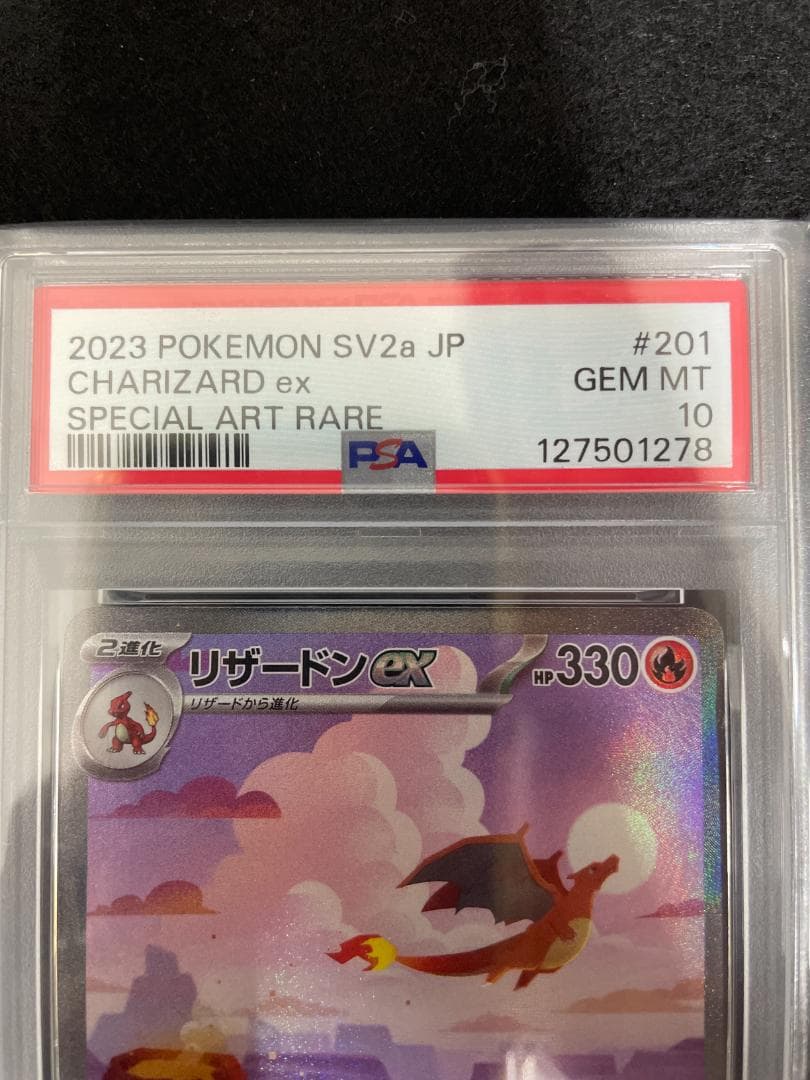 2023 POKEMON SV2a JP #201
CHARIZARD ex GEM MT
SPECIAL ART RARE 10
PSA 127501278
2進化 リザードンex HP330
リザードから進化